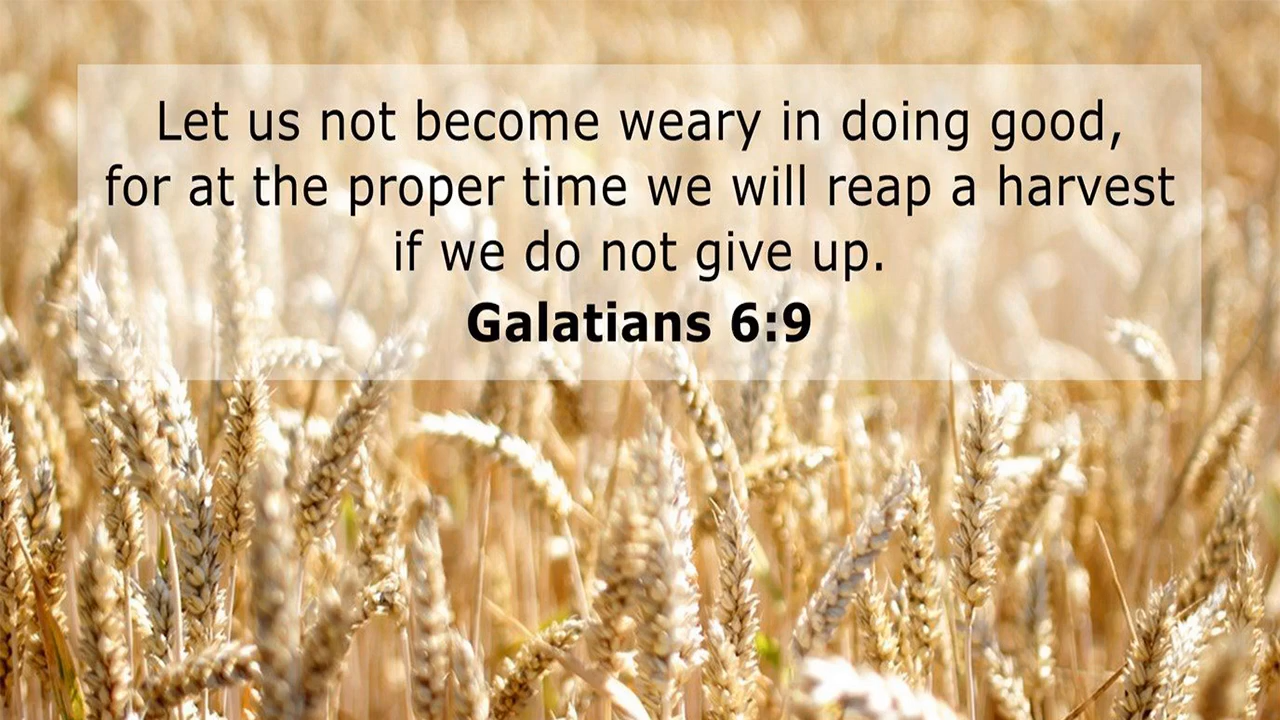 Let us not become weary in doing good,
for at the proper time we will reap a harvest
if we do not give up.
Galatians 6:9